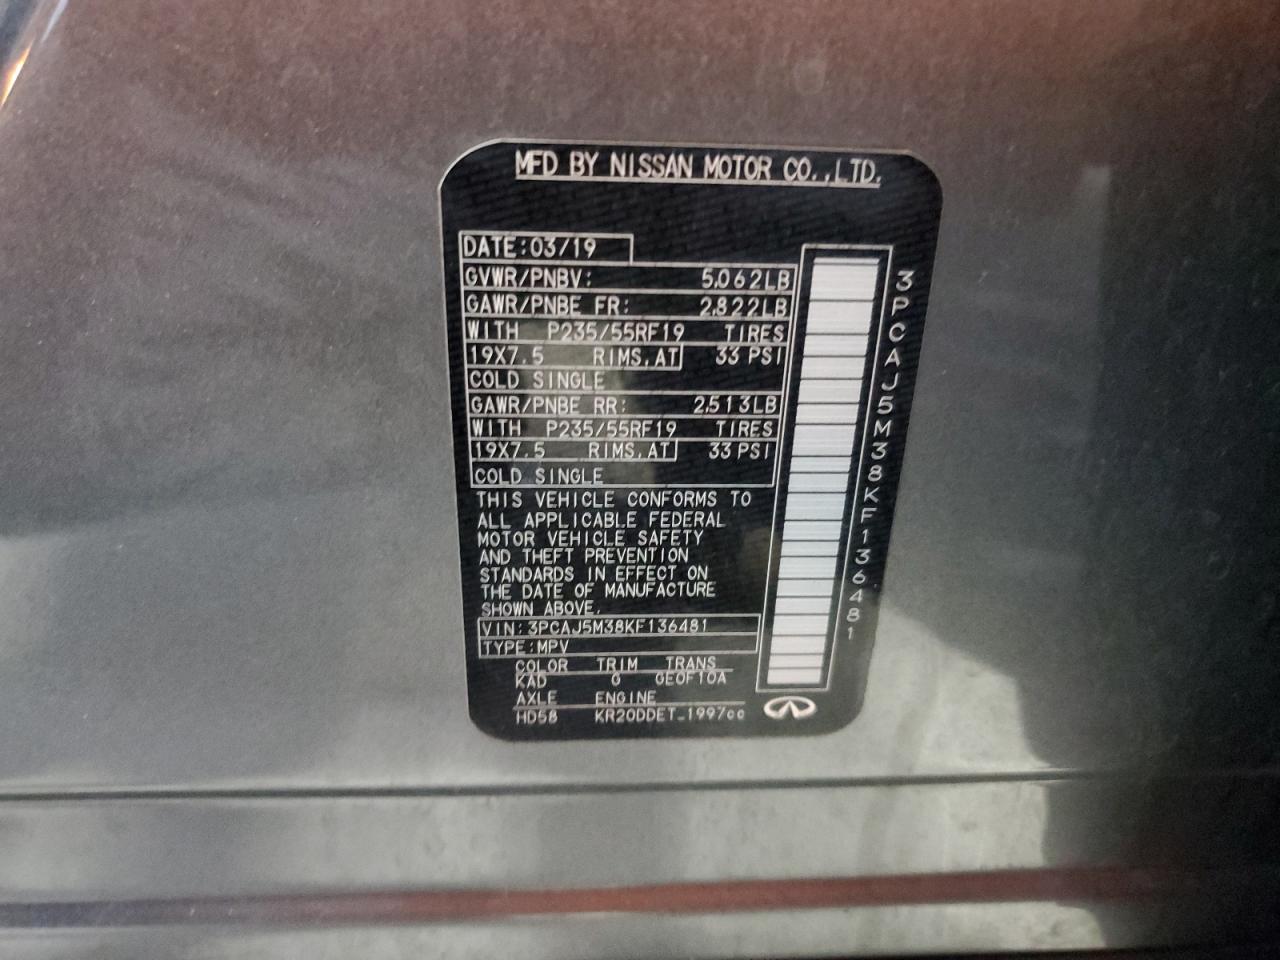 MFD BY NISSAN MOTOR CO.,LTD.
DATE:03/19
GVWR/PNBV: 5,062LB
GAWR/PNBE FR: 2,822LB
WITH P235/55RF19 TIRES
19X7.5 RIMS,AT 33 PSI
COLD SINGLE
GAWR/PNBE RR: 2,513LB
WITH P235/55RF19 TIRES
19X7.5 RIMS,AT 33 PSI
COLD SINGLE
THIS VEHICLE CONFORMS TO
ALL APPLICABLE FEDERAL
MOTOR VEHICLE SAFETY
AND THEFT PREVENTION
STANDARDS IN EFFECT ON
THE DATE OF MANUFACTURE
SHOWN ABOVE.
VIN:3PCAJ5M38KF136481
TYPE:MPV
COLOR TRIM TRANS
KAD G GEOF10A
AXLE ENGINE
HD58 KR20DDET_1997cc
3PCAJ5M38KF136481